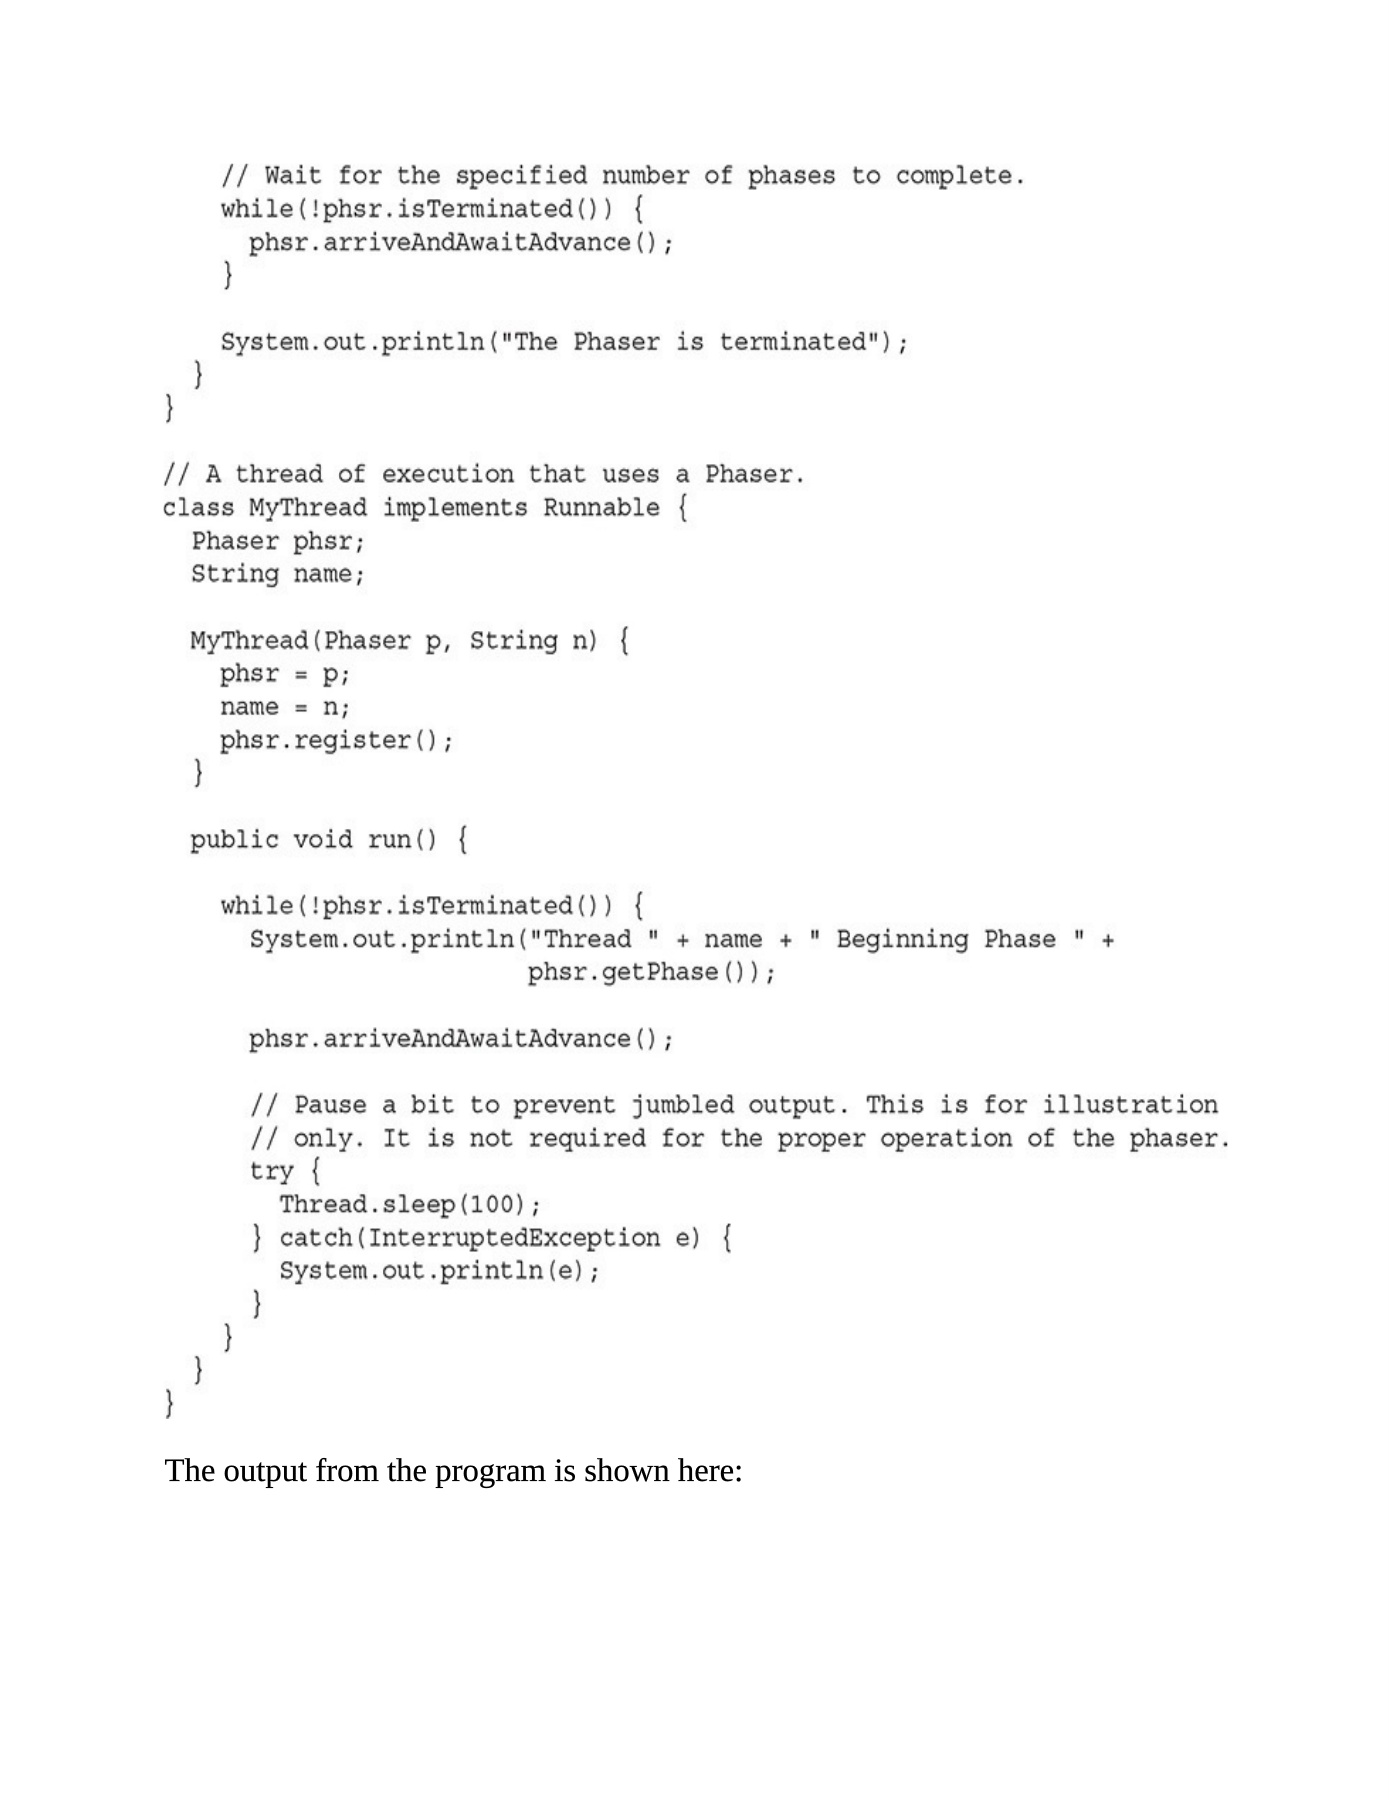 // Wait for the specified number of phases to complete.
    while(!phsr.isTerminated()) {
      phsr.arriveAndAwaitAdvance();
    }

    System.out.println("The Phaser is terminated");
  }
}

// A thread of execution that uses a Phaser.
class MyThread implements Runnable {
  Phaser phsr;
  String name;

  MyThread(Phaser p, String n) {
    phsr = p;
    name = n;
    phsr.register();
  }

  public void run() {

    while(!phsr.isTerminated()) {
      System.out.println("Thread " + name + " Beginning Phase " +
                         phsr.getPhase());

      phsr.arriveAndAwaitAdvance();

      // Pause a bit to prevent jumbled output. This is for illustration
      // only. It is not required for the proper operation of the phaser.
      try {
        Thread.sleep(100);
      } catch(InterruptedException e) {
        System.out.println(e);
      }
    }
  }
}
The output from the program is shown here: